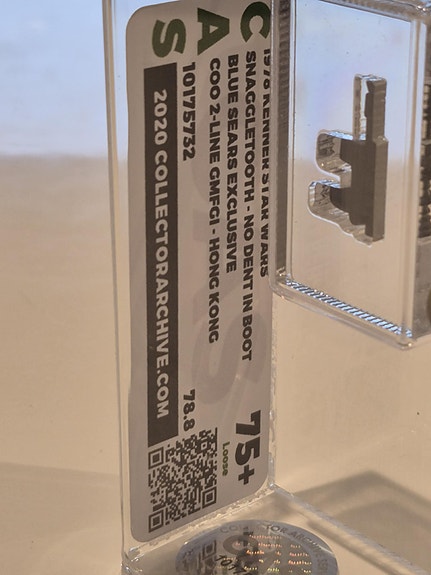 CAS
1978 KENNER STAR WARS
SNAGGLETOOTH - NO DENT IN BOOT
BLUE SEARS EXCLUSIVE
COO 2-LINE GMFGI - HONG KONG
75+
Loose
10175732
78.8
2020 COLLECTORARCHIVE.COM